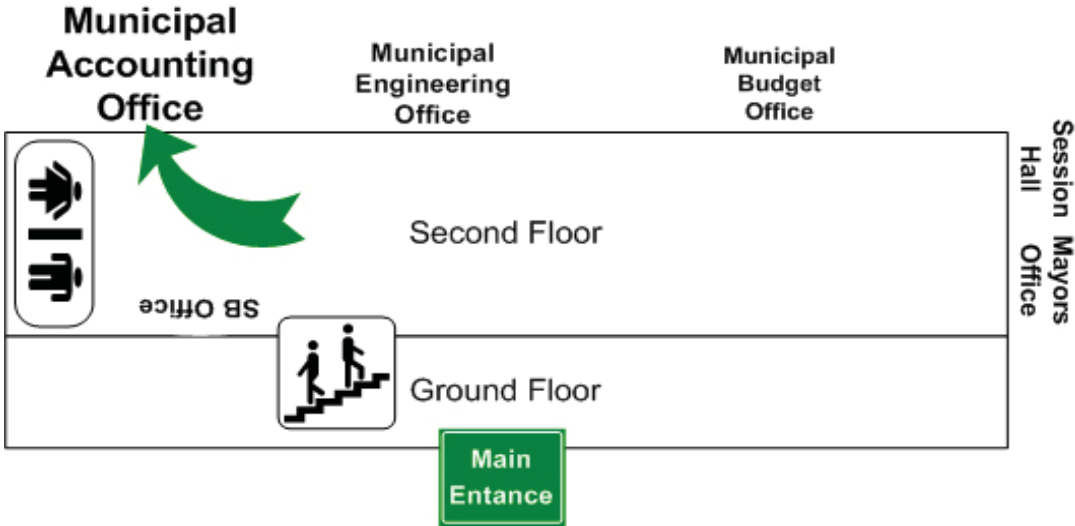 Municipal
Accounting
Office
Municipal
Engineering
Office
Municipal
Budget
Office
Session
Hall
Mayors
Office
Second Floor
SB Office
Ground Floor
Main
Entance